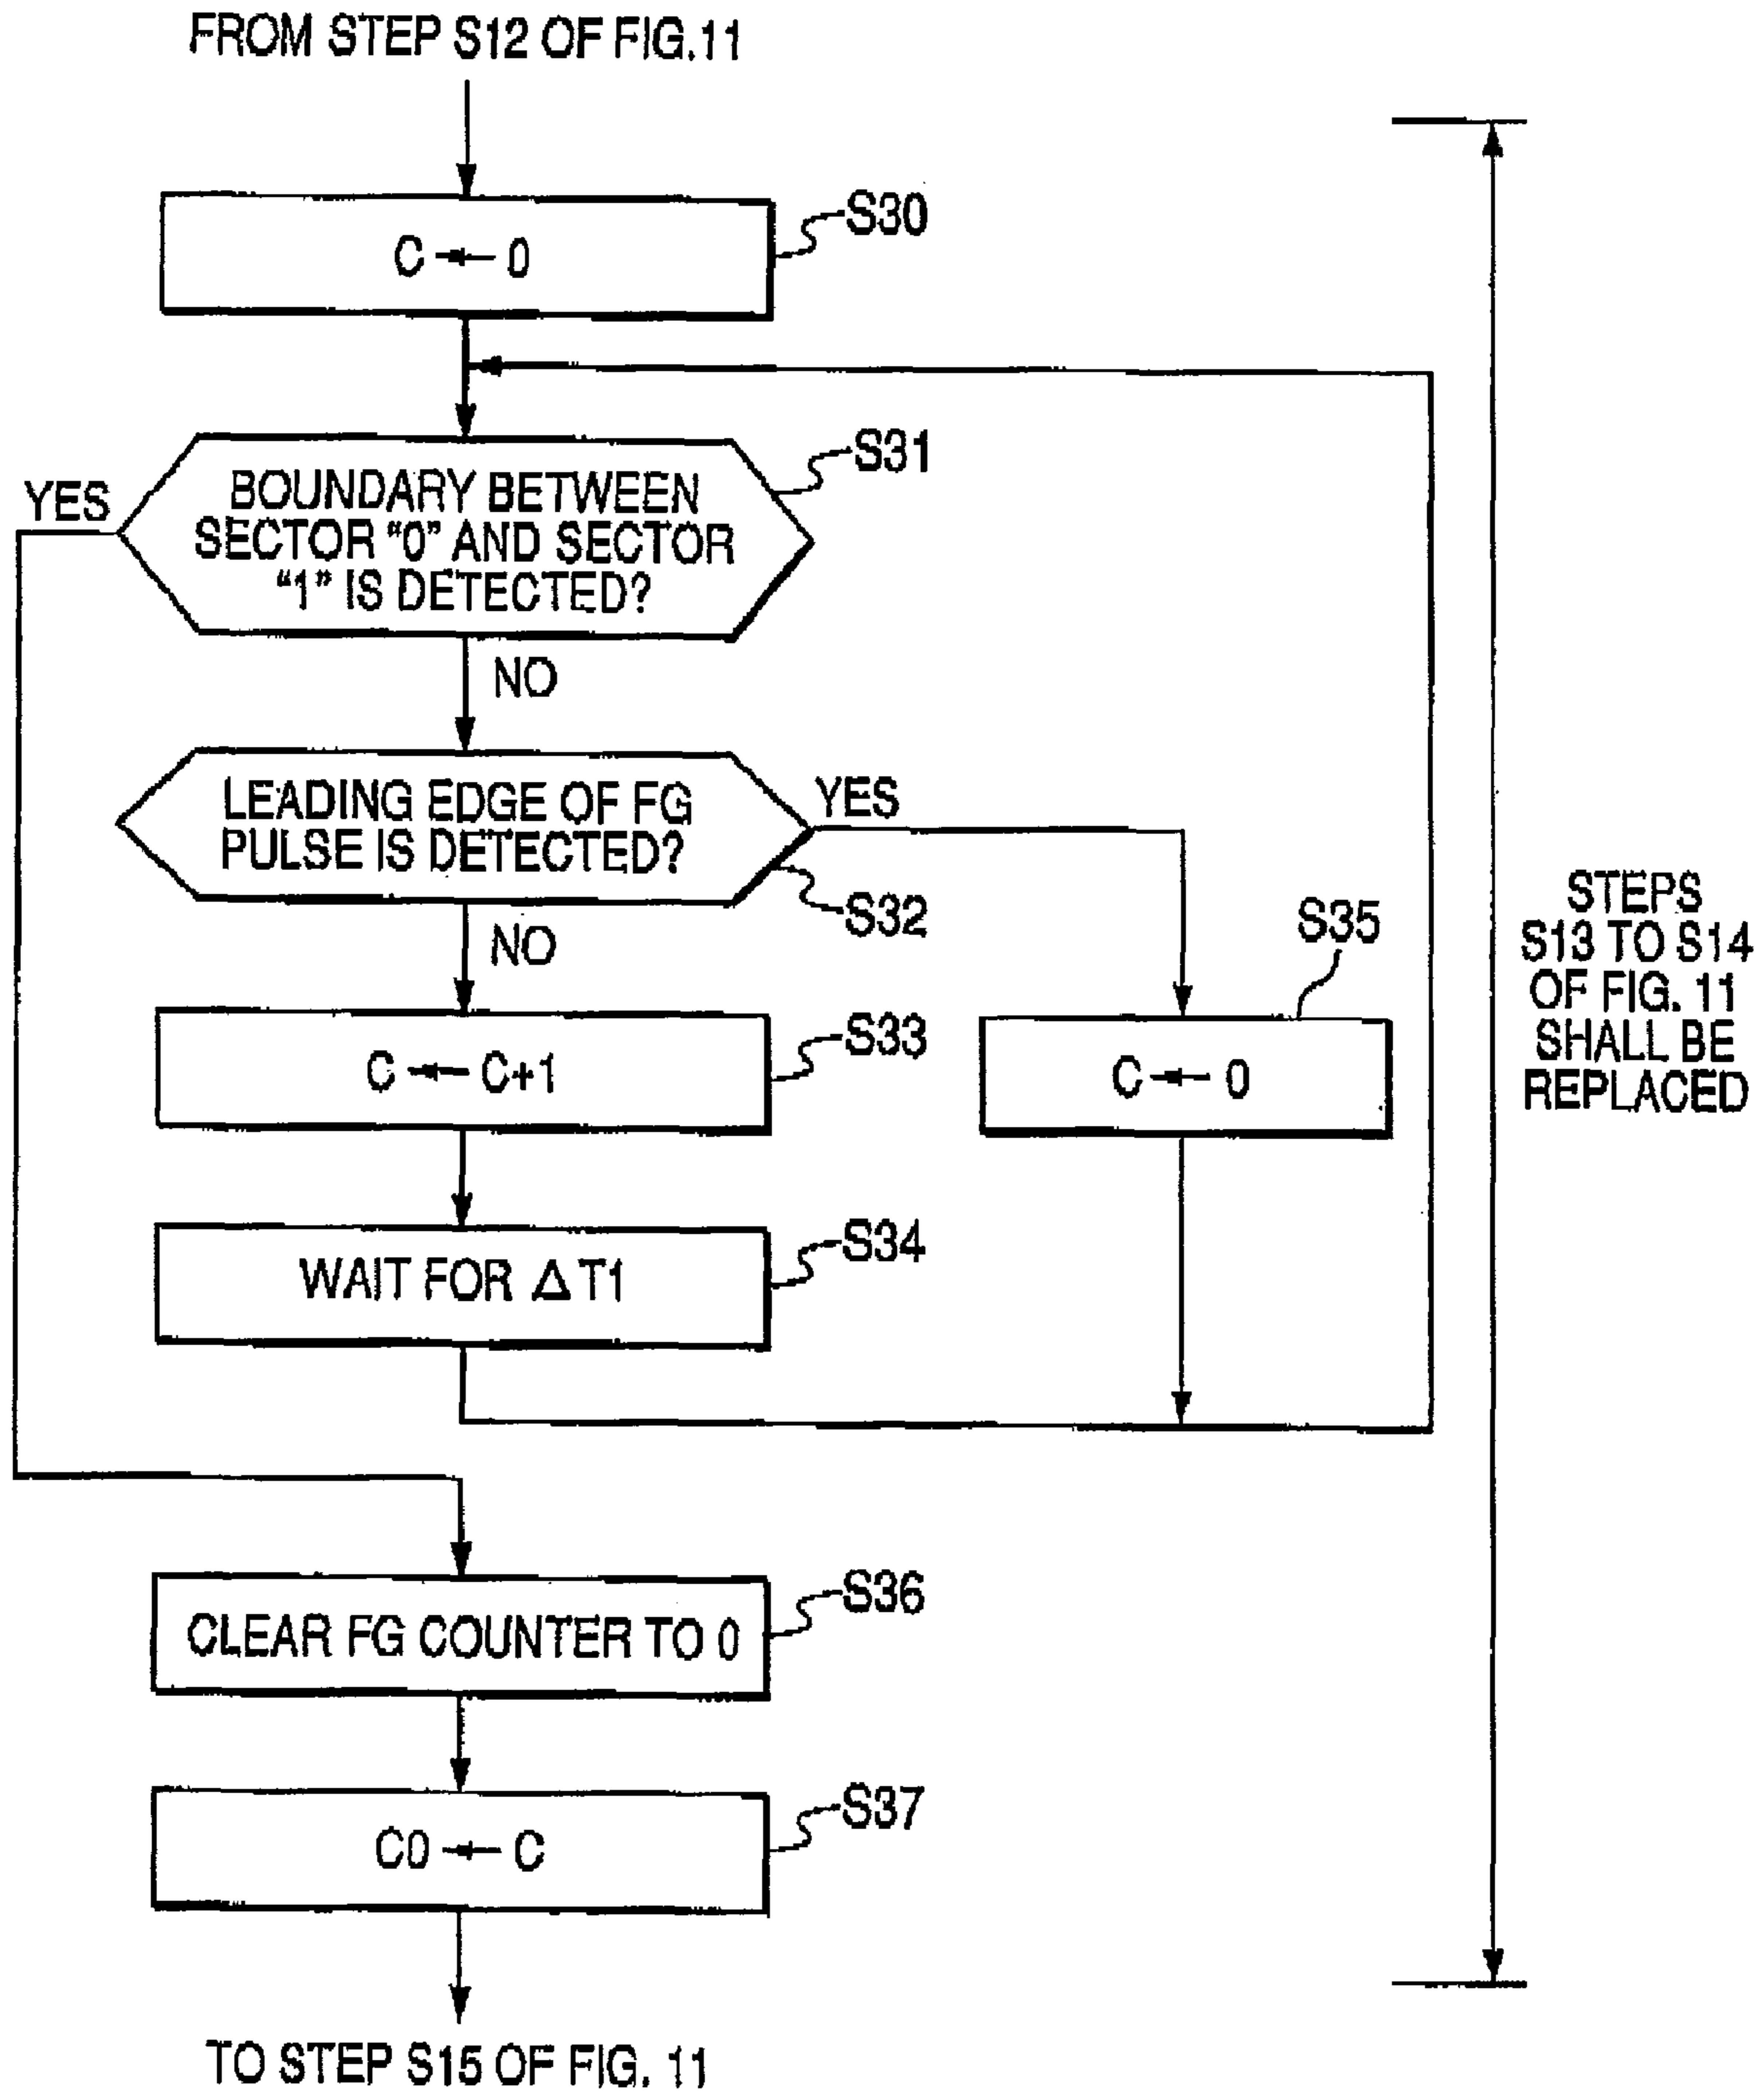 FROM STEP S12 OF FIG.11
S30
C ← 0
S31
YES
BOUNDARY BETWEEN
SECTOR “0” AND SECTOR
“1” IS DETECTED?
NO
LEADING EDGE OF FG
PULSE IS DETECTED?
YES
S32
NO
S35
S33
C ← C+1
C ← 0
STEPS
S13 TO S14
OF FIG. 11
SHALL BE
REPLACED
S34
WAIT FOR Δ T1
S36
CLEAR FG COUNTER TO 0
S37
C0 ← C
TO STEP S15 OF FIG. 11